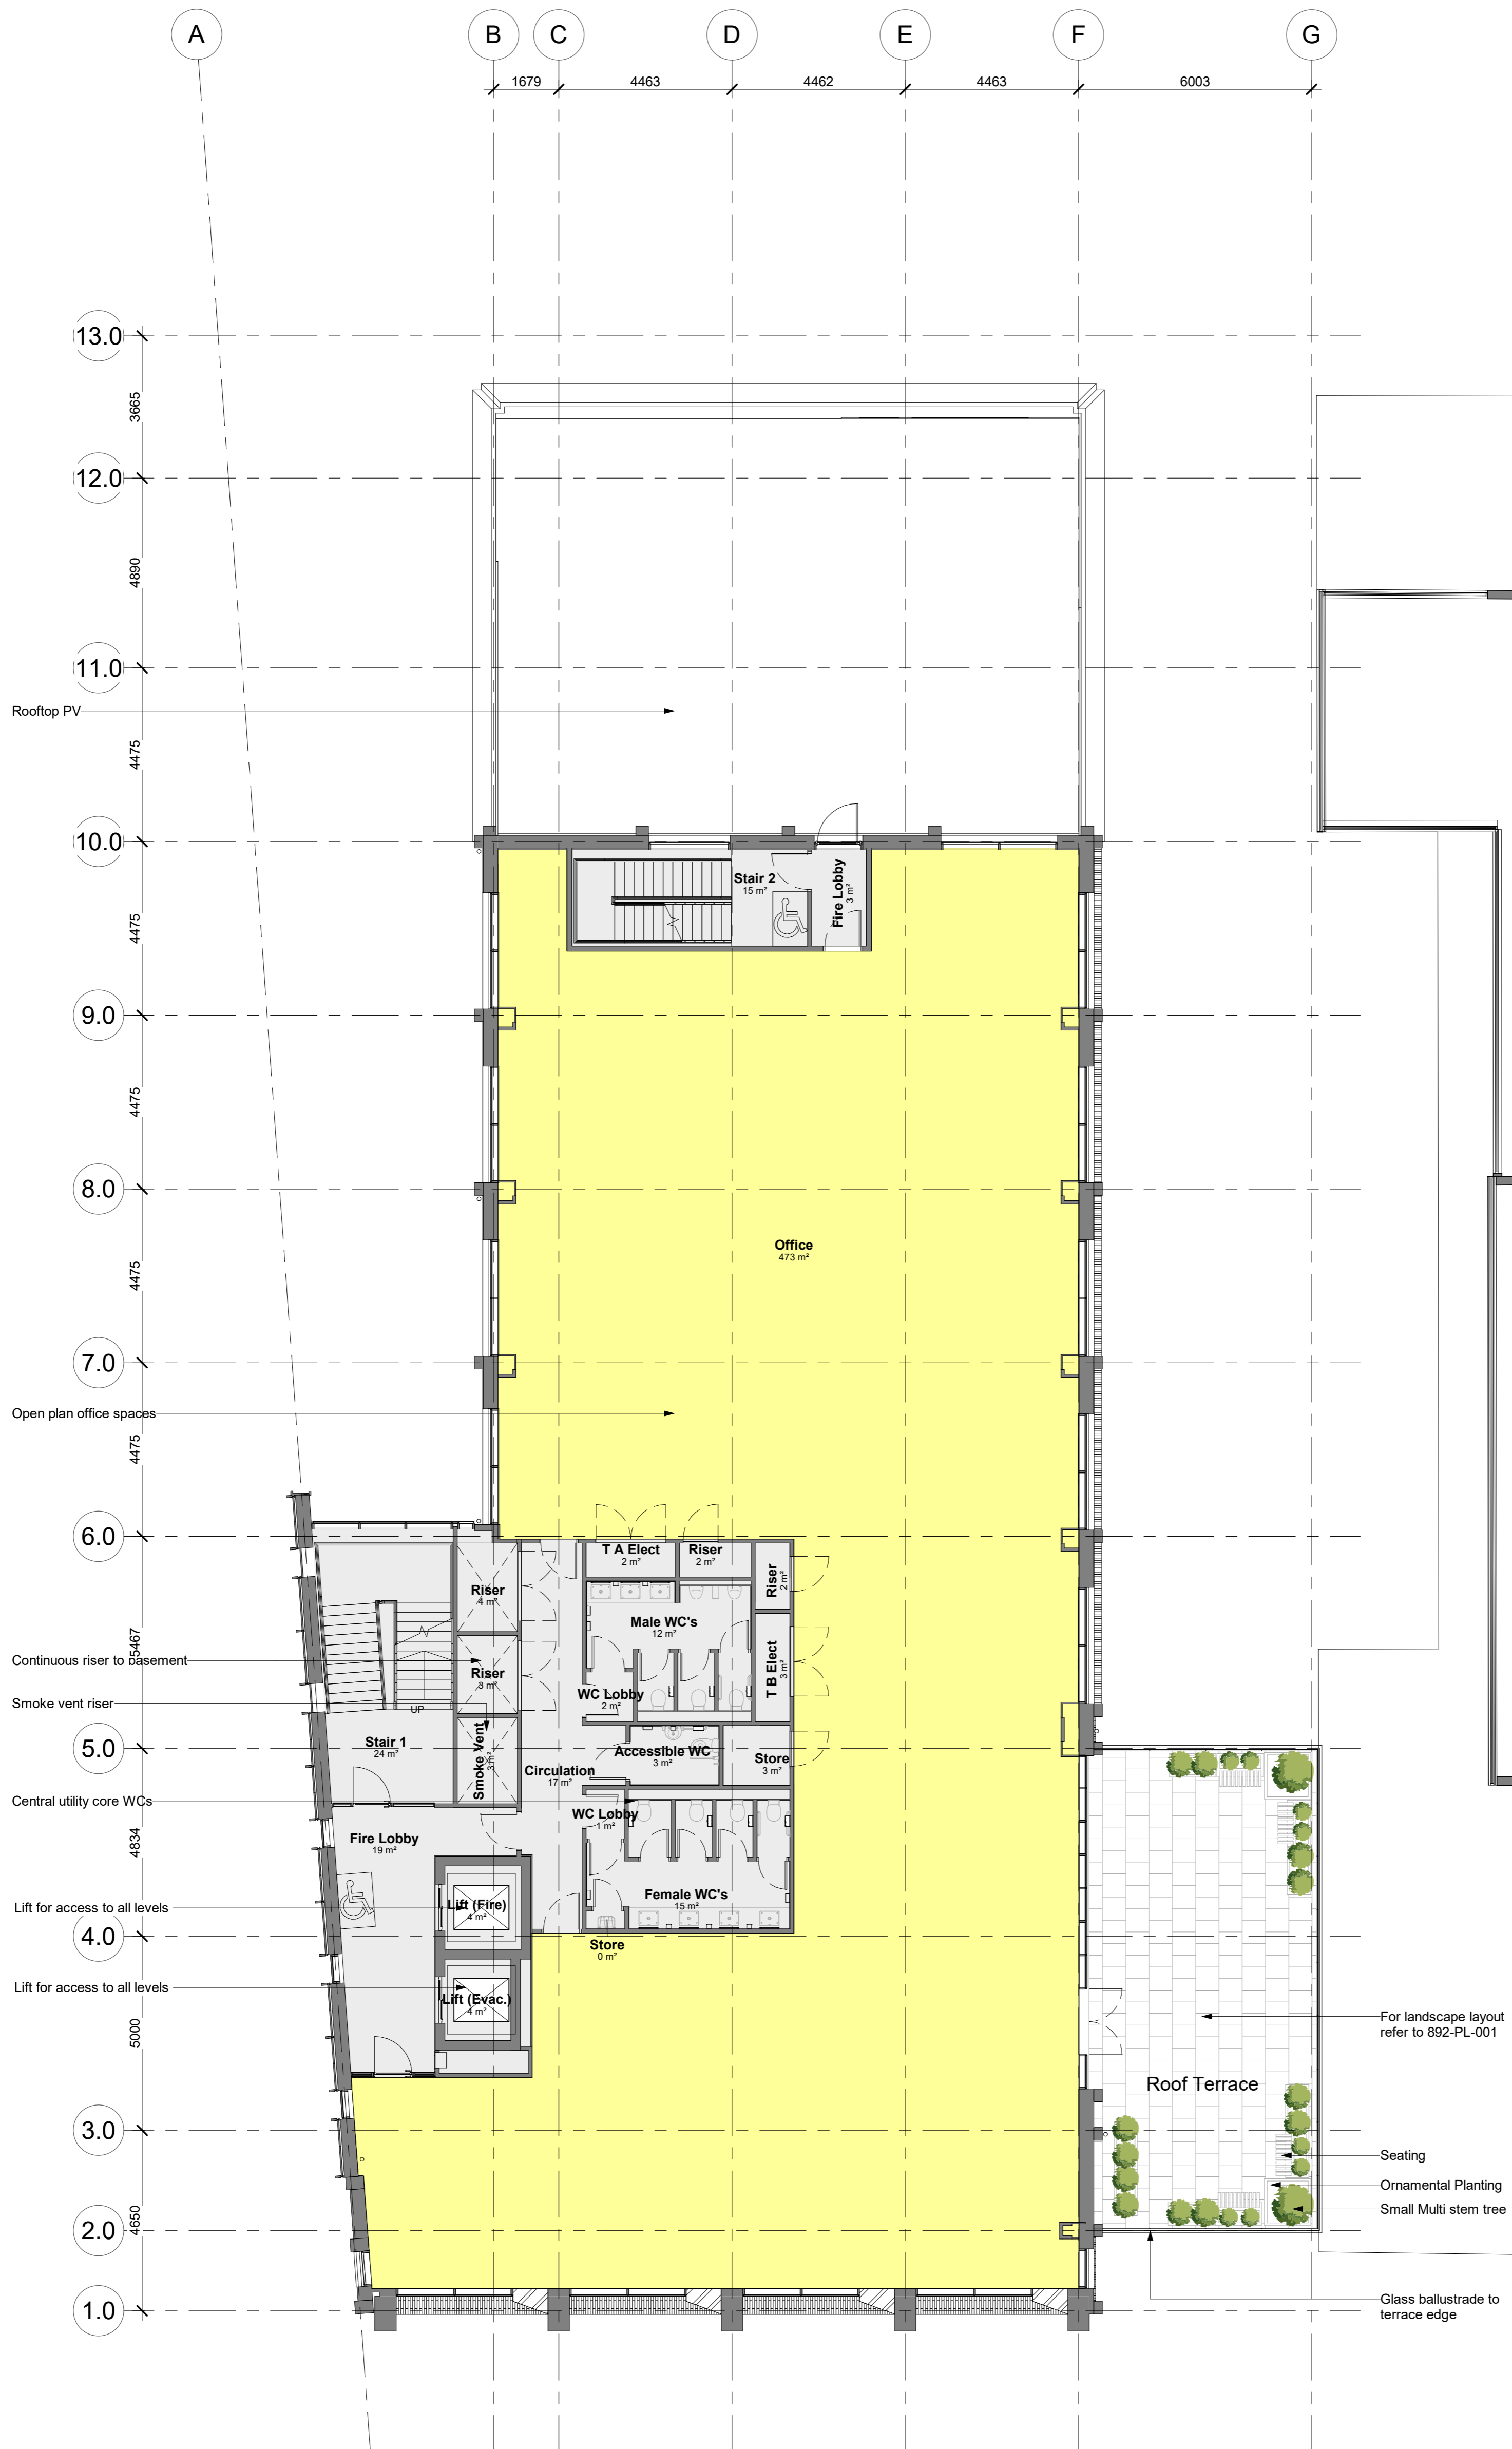 A
B
C
D
E
F
G
1679
4463
4462
4463
6003
13.0
3665
12.0
4890
11.0
Rooftop PV
4475
10.0
Stair 2
15 m²
Fire Lobby
3 m²
4475
9.0
4475
8.0
Office
473 m²
4475
7.0
Open plan office spaces
4475
6.0
T A Elect
2 m²
Riser
2 m²
Riser
2 m²
Riser
4 m²
Male WC's
12 m²
5467
Continuous riser to basement
Riser
3 m²
T B Elect
3 m²
WC Lobby
2 m²
Smoke vent riser
UP
Stair 1
24 m²
5.0
Smoke Vent
3 m²
Accessible WC
3 m²
Store
3 m²
Circulation
17 m²
Central utility core WCs
WC Lobby
1 m²
4834
Fire Lobby
19 m²
Female WC's
15 m²
Lift for access to all levels
Lift (Fire)
4 m²
4.0
Store
0 m²
Lift for access to all levels
Lift (Evac.)
4 m²
5000
For landscape layout
refer to 892-PL-001
Roof Terrace
3.0
Seating
Ornamental Planting
Small Multi stem tree
4650
2.0
Glass ballustrade to
terrace edge
1.0